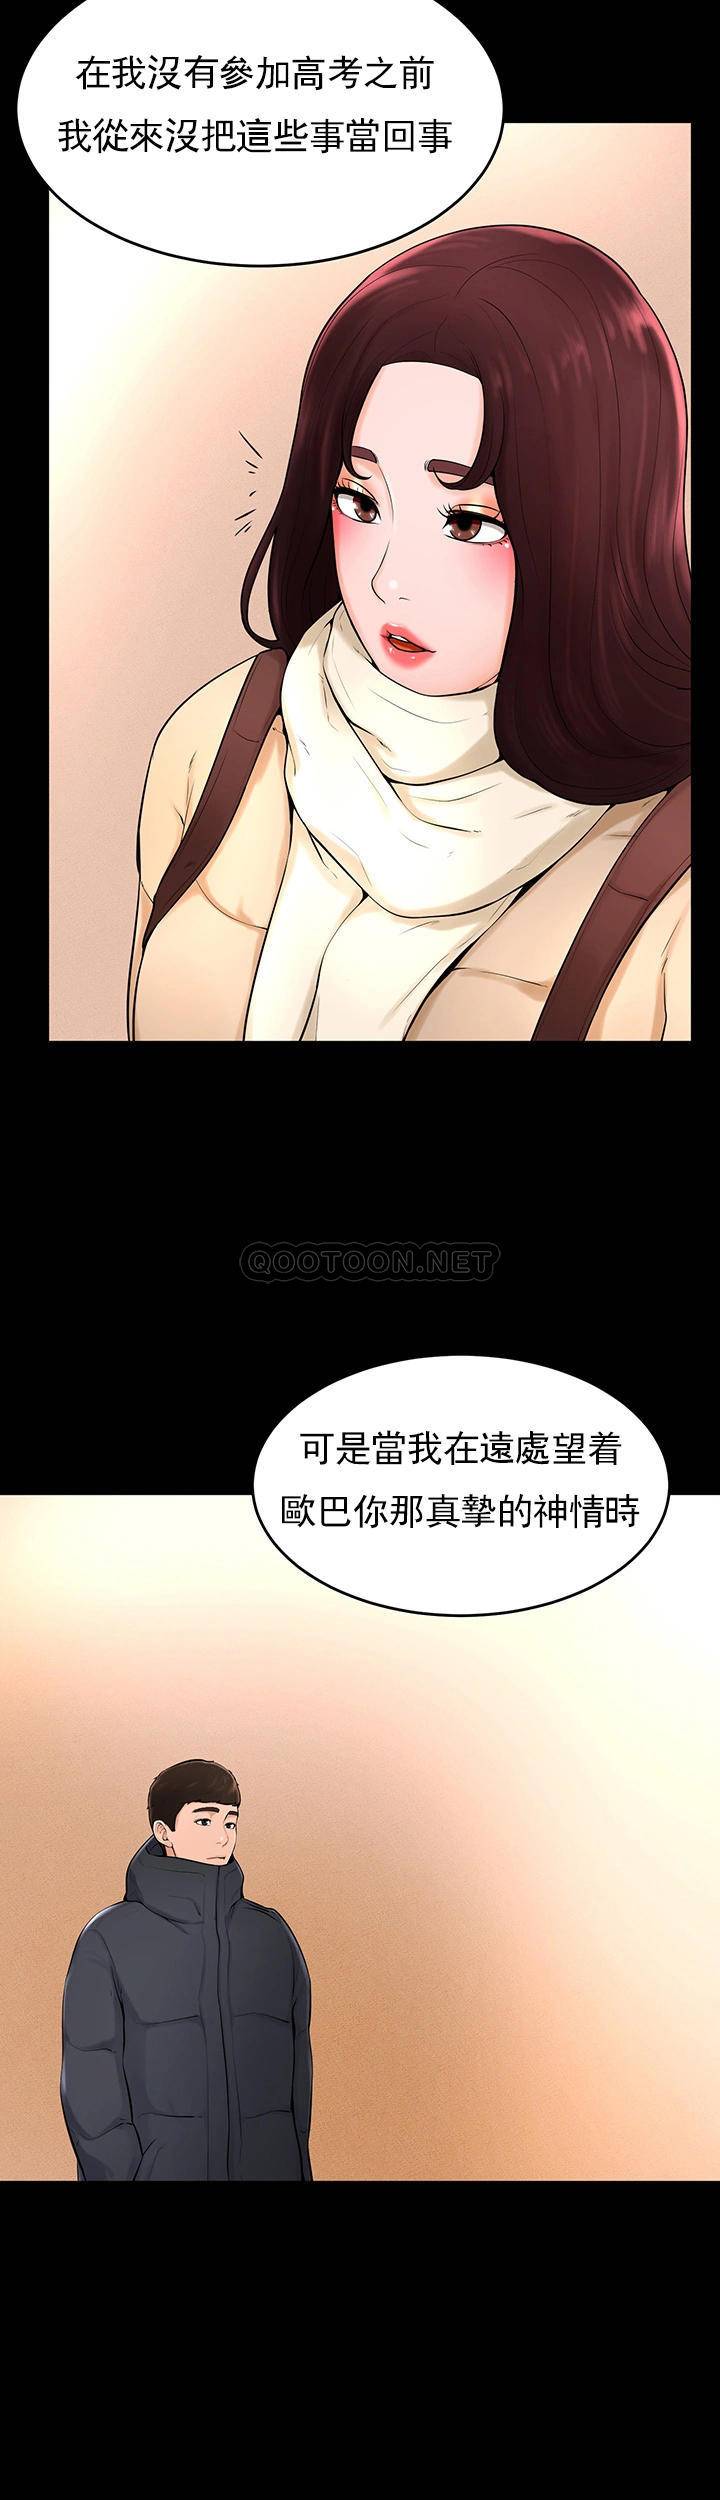 在我沒有參加高考之前
我從來沒把這些事當回事
QOOTOON.NET
可是當我在遠處望着
歐巴你那真摯的神情時